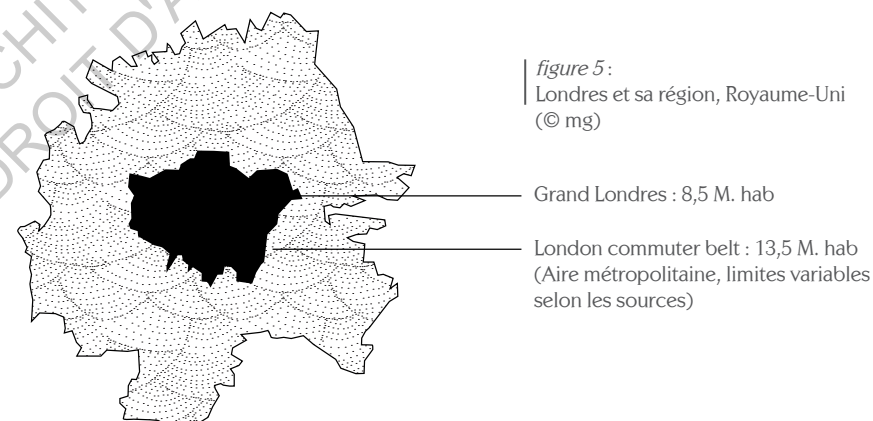 figure 5 :
Londres et sa région, Royaume-Uni
(© mg)
Grand Londres : 8,5 M. hab
London commuter belt : 13,5 M. hab
(Aire métropolitaine, limites variables
selon les sources)
DROIT